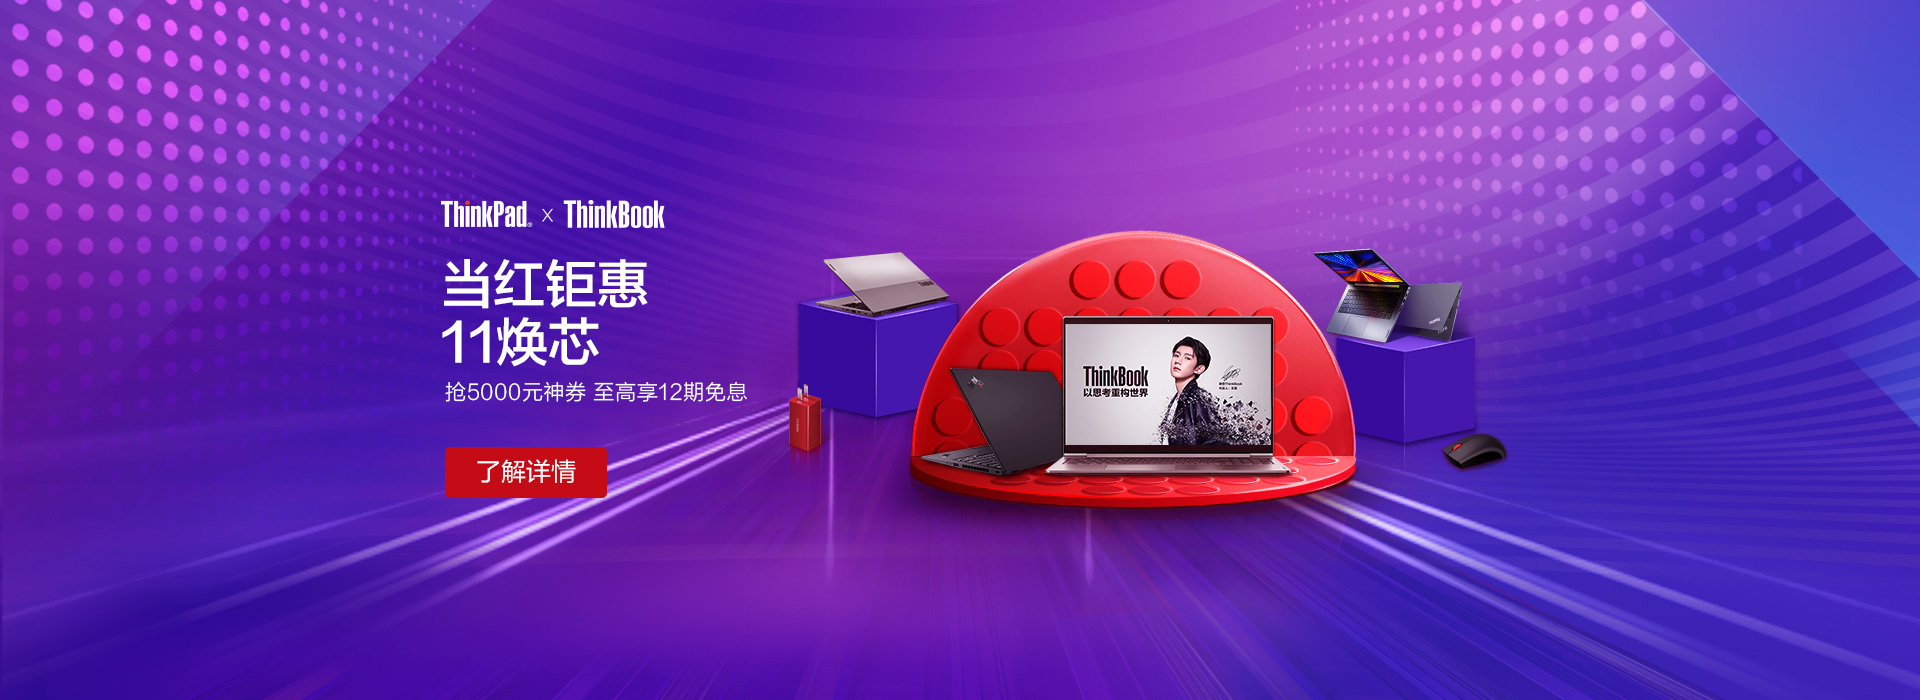 ThinkPad x ThinkBook
当红钜惠
11焕芯
抢5000元神券 至高享12期免息
了解详情
ThinkBook
以思考重构世界